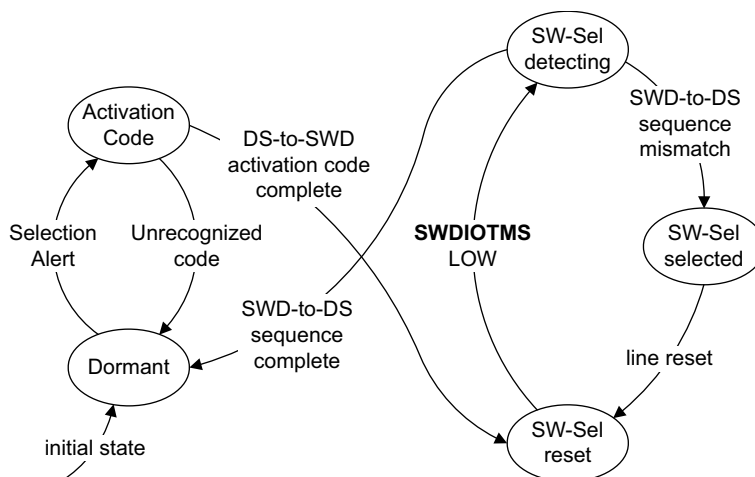 SW-Sel
detecting
Activation
Code
SWD-to-DS
sequence
mismatch
DS-to-SWD
activation code
complete
Selection
Alert
Unrecognized
code
SWDIOTMS
LOW
SW-Sel
selected
SWD-to-DS
sequence
complete
Dormant
line reset
initial state
SW-Sel
reset